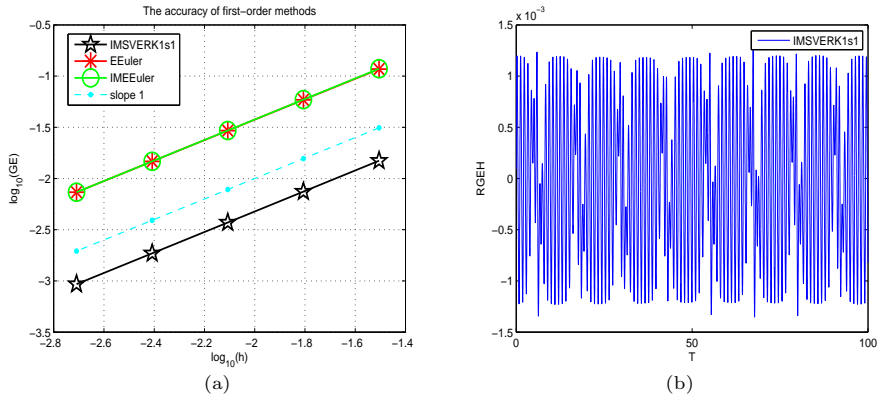 The accuracy of first-order methods
IMSVERK1s1
EEuler
IMEEuler
slope 1
log10(GE)
−0.5
−1
−1.5
−2
−2.5
−3
−3.5
−2.8 −2.6 −2.4 −2.2 −2 −1.8 −1.6 −1.4
log10(h)
(a)
x 10−3
IMSVERK1s1
RGEH
1.5
1
0.5
0
−0.5
−1
−1.5
0 50 100
T
(b)